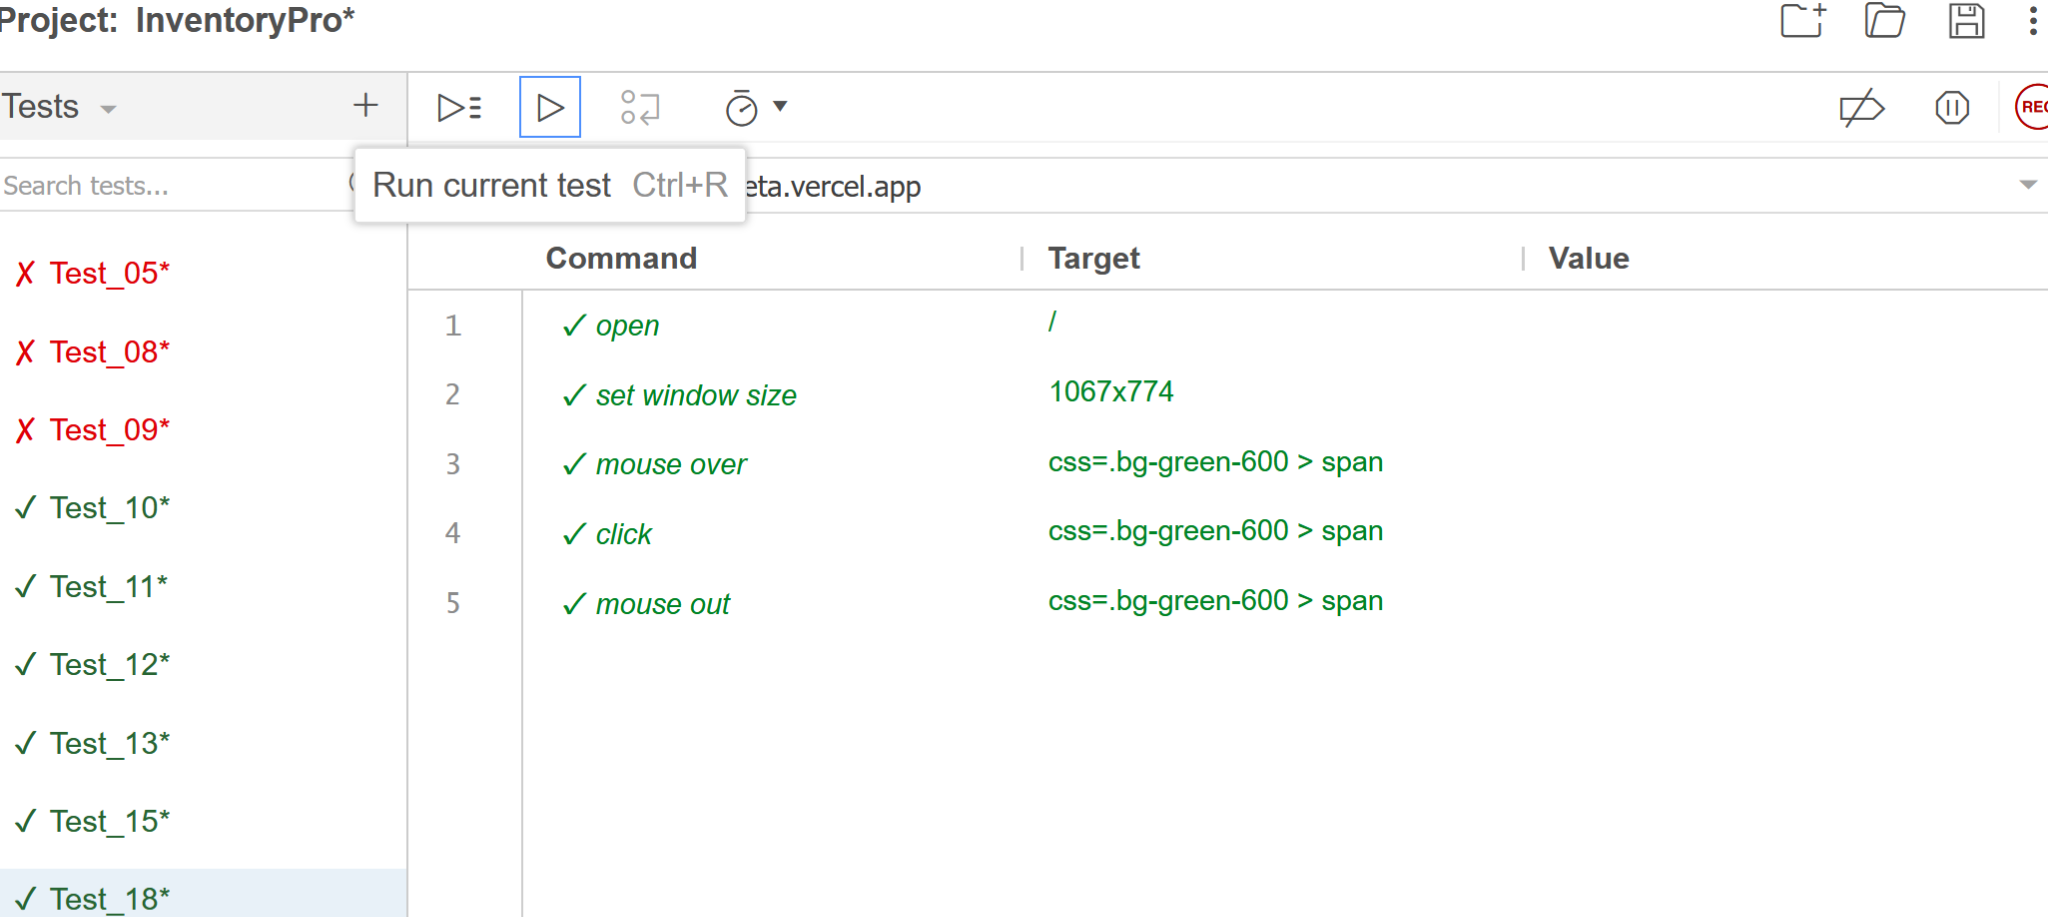 Project: InventoryPro*
Tests
Search tests...
Run current test Ctrl+R
eta.vercel.app
REC
Command Target Value
1 ✓ open /
2 ✓ set window size 1067x774
3 ✓ mouse over css=.bg-green-600 > span
4 ✓ click css=.bg-green-600 > span
5 ✓ mouse out css=.bg-green-600 > span
✗ Test_05*
✗ Test_08*
✗ Test_09*
✓ Test_10*
✓ Test_11*
✓ Test_12*
✓ Test_13*
✓ Test_15*
✓ Test_18*